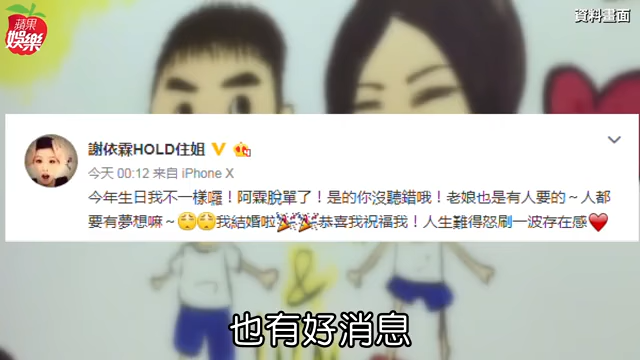 蘋果
娛樂
資料畫面
謝依霖HOLD住姐
今天 00:12 来自 iPhone X
今年生日我不一樣囉！阿霖脫單了！是的你沒聽錯哦！老娘也是有人要的～人都
要有夢想嘛～😌😌我結婚啦🎉🎉恭喜我祝福我！人生難得怒刷一波存在感❤️
&
也有好消息